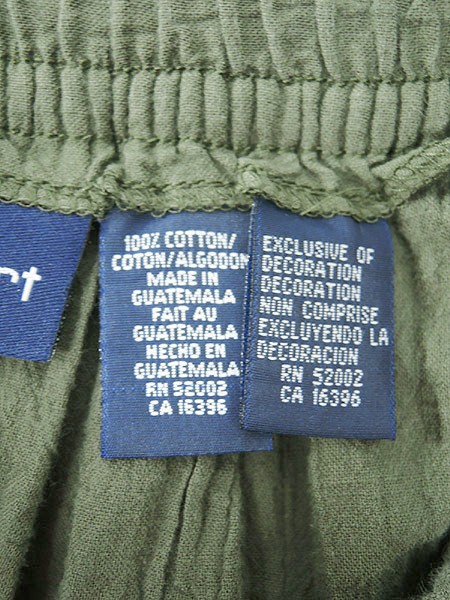 rt
100% COTTON/
COTON/ALGODON
MADE IN
GUATEMALA
FAIT AU
GUATEMALA
HECHO EN
GUATEMALA
RN 52002
CA 16396
EXCLUSIVE OF
DECORATION
DECORATION
NON COMPRISE
EXCLUYENDO LA
DECORACION
RN 52002
CA 16396